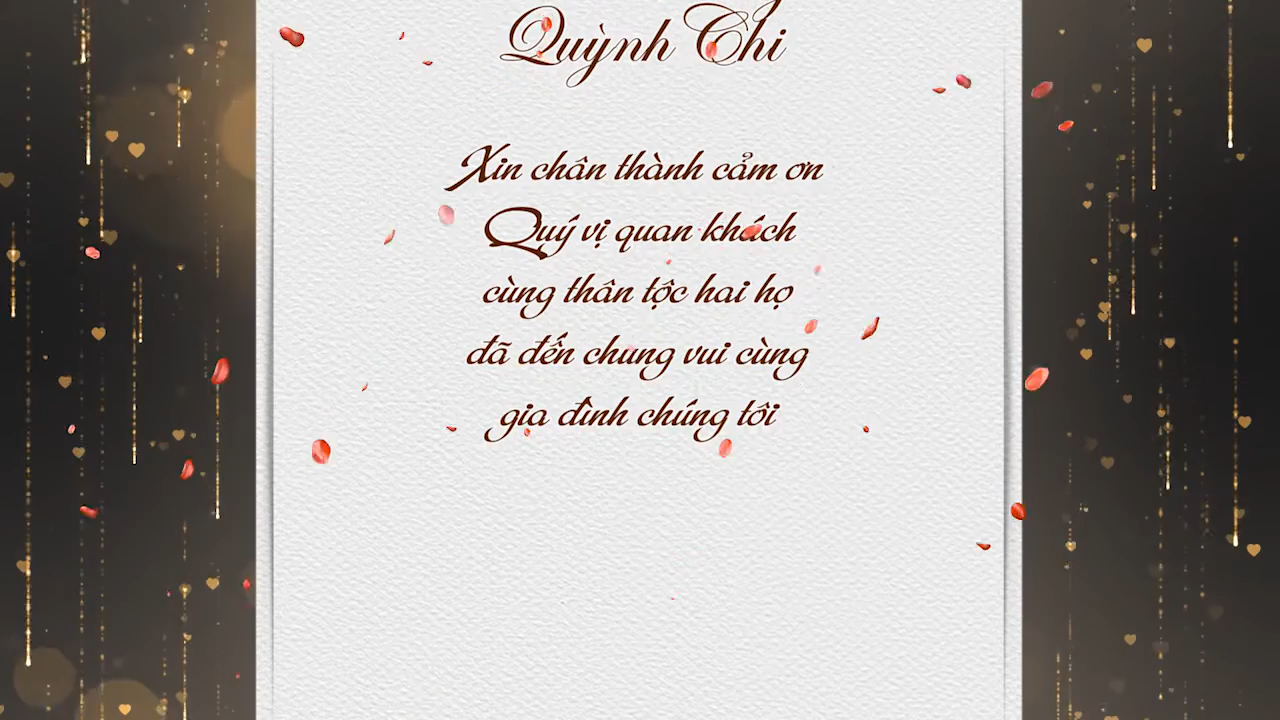 Quỳnh Chi
Xin chân thành cảm ơn
Quý vị quan khách
cùng thân tộc hai họ
đã đến chung vui cùng
gia đình chúng tôi